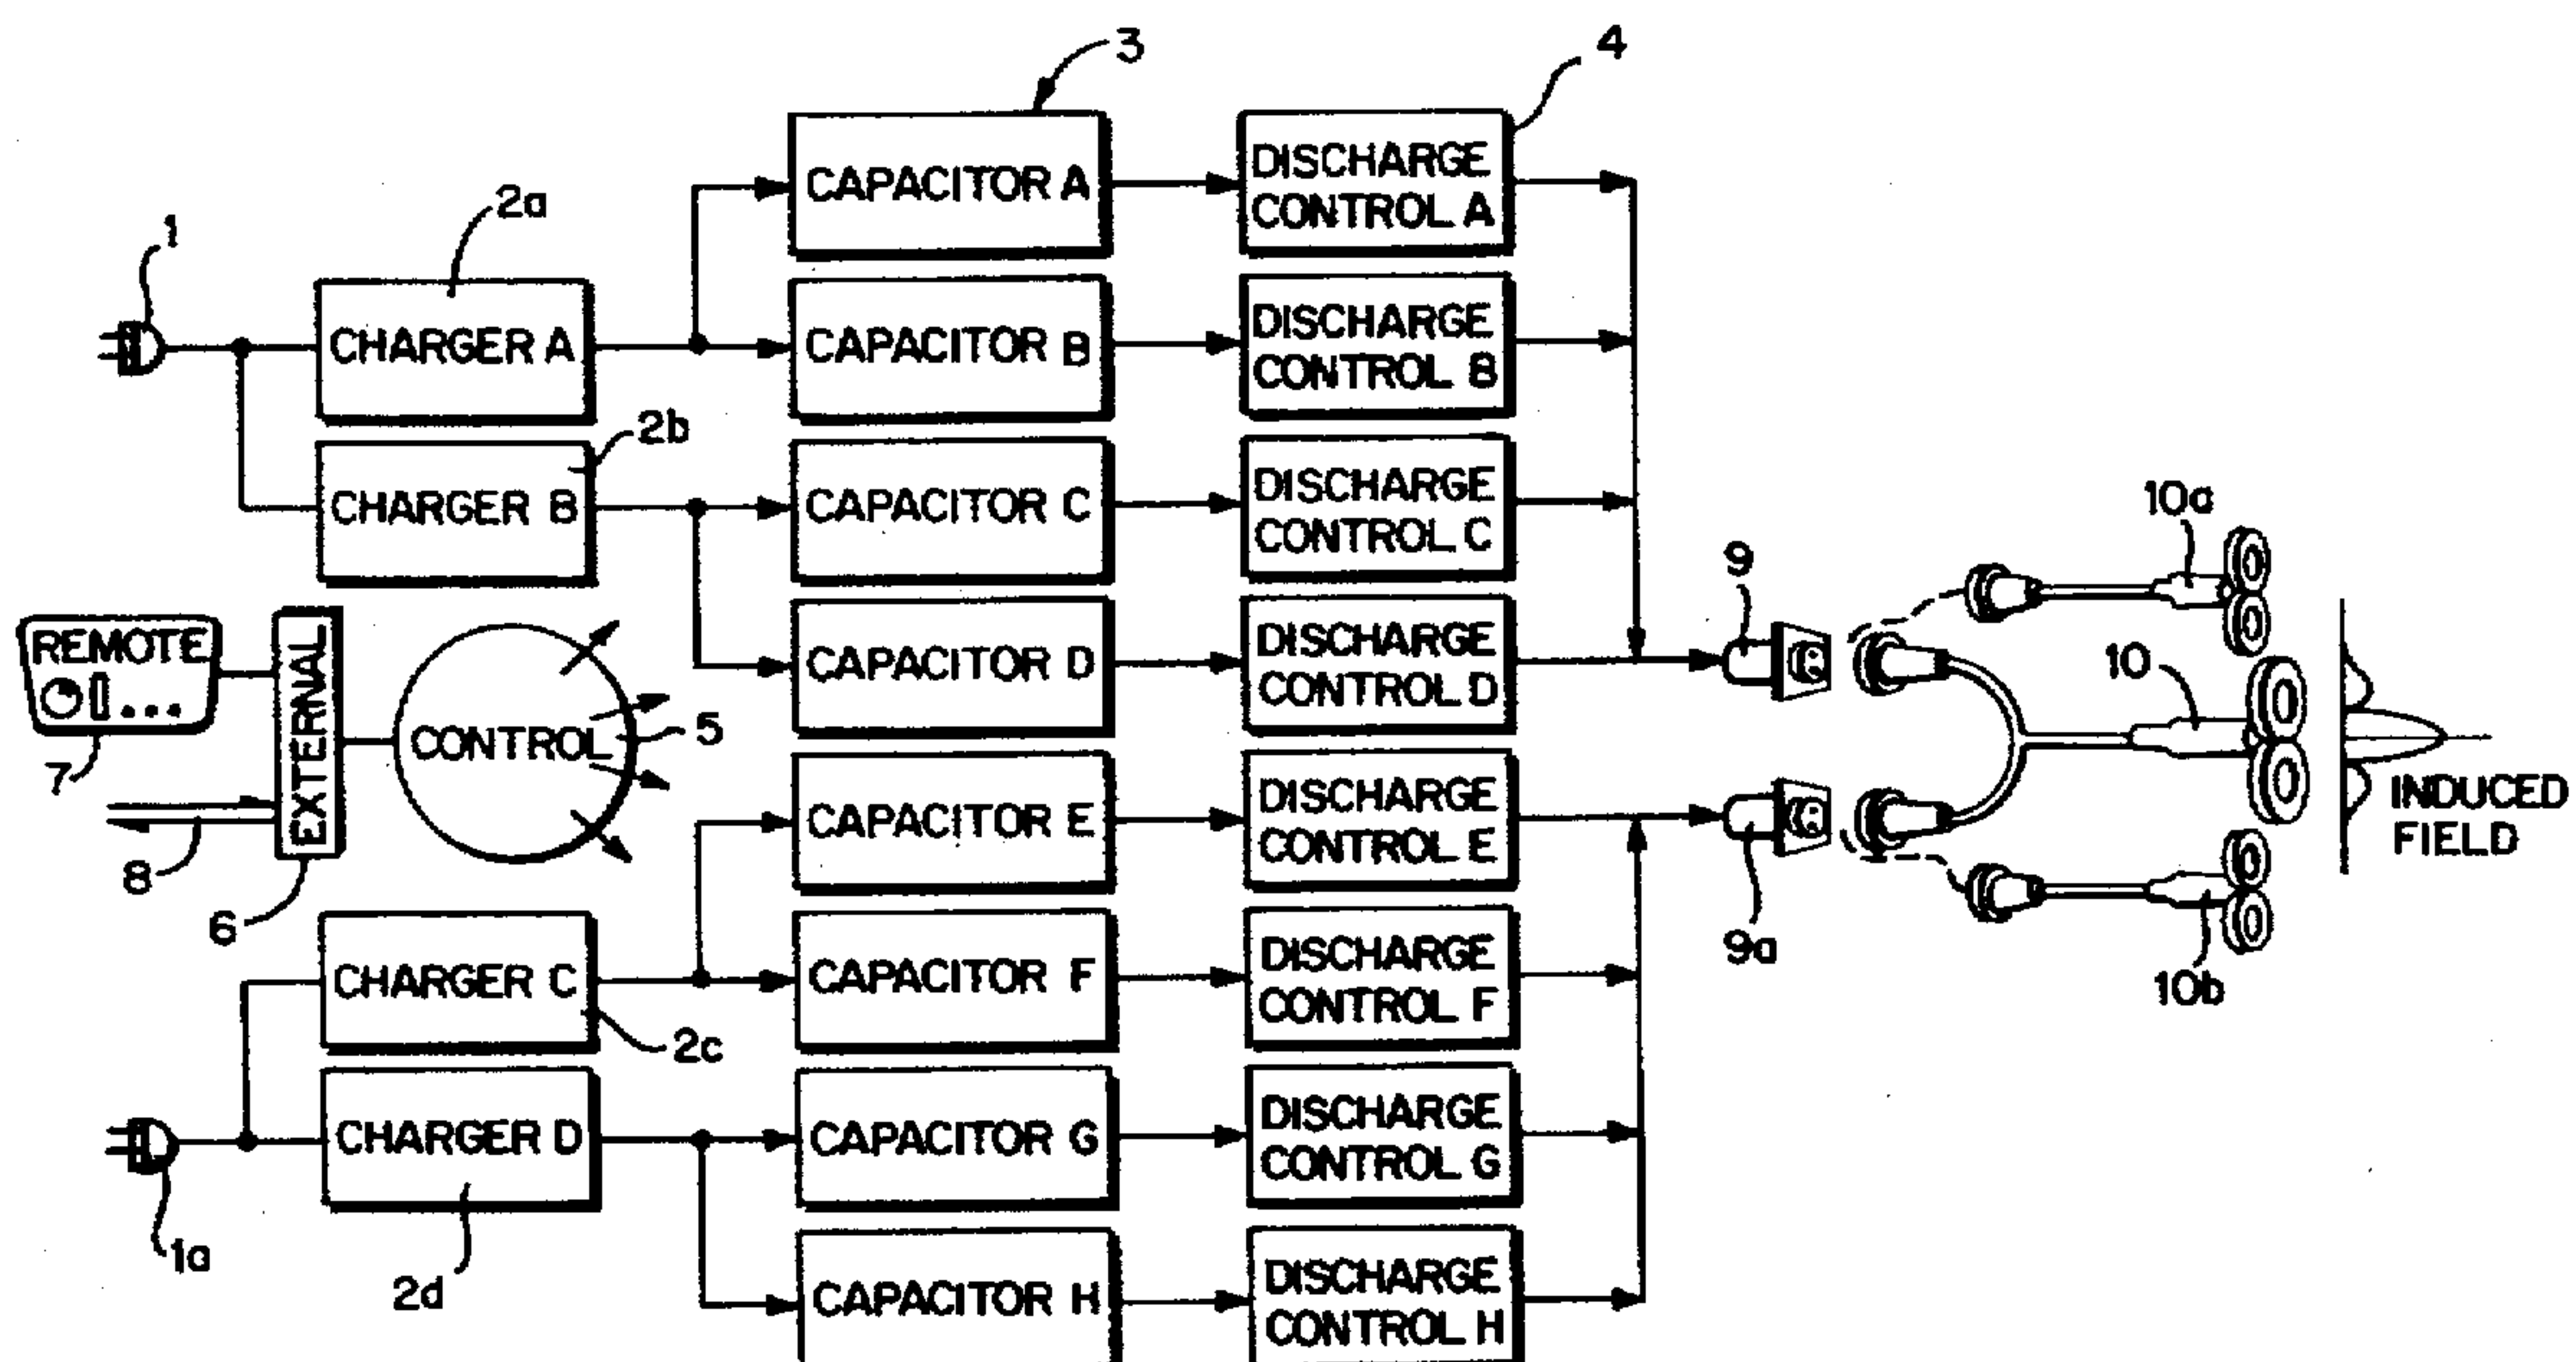 3
4
CAPACITOR A
DISCHARGE
CONTROL A
2a
1
CHARGER A
CAPACITOR B
DISCHARGE
CONTROL B
2b
CHARGER B
CAPACITOR C
DISCHARGE
CONTROL C
10a
9
REMOTE
EXTERNAL
CAPACITOR D
DISCHARGE
CONTROL D
10
CONTROL
5
7
8
6
CAPACITOR E
DISCHARGE
CONTROL E
INDUCED
FIELD
9a
10b
CHARGER C
2c
CAPACITOR F
DISCHARGE
CONTROL F
CHARGER D
CAPACITOR G
DISCHARGE
CONTROL G
1a
2d
CAPACITOR H
DISCHARGE
CONTROL H